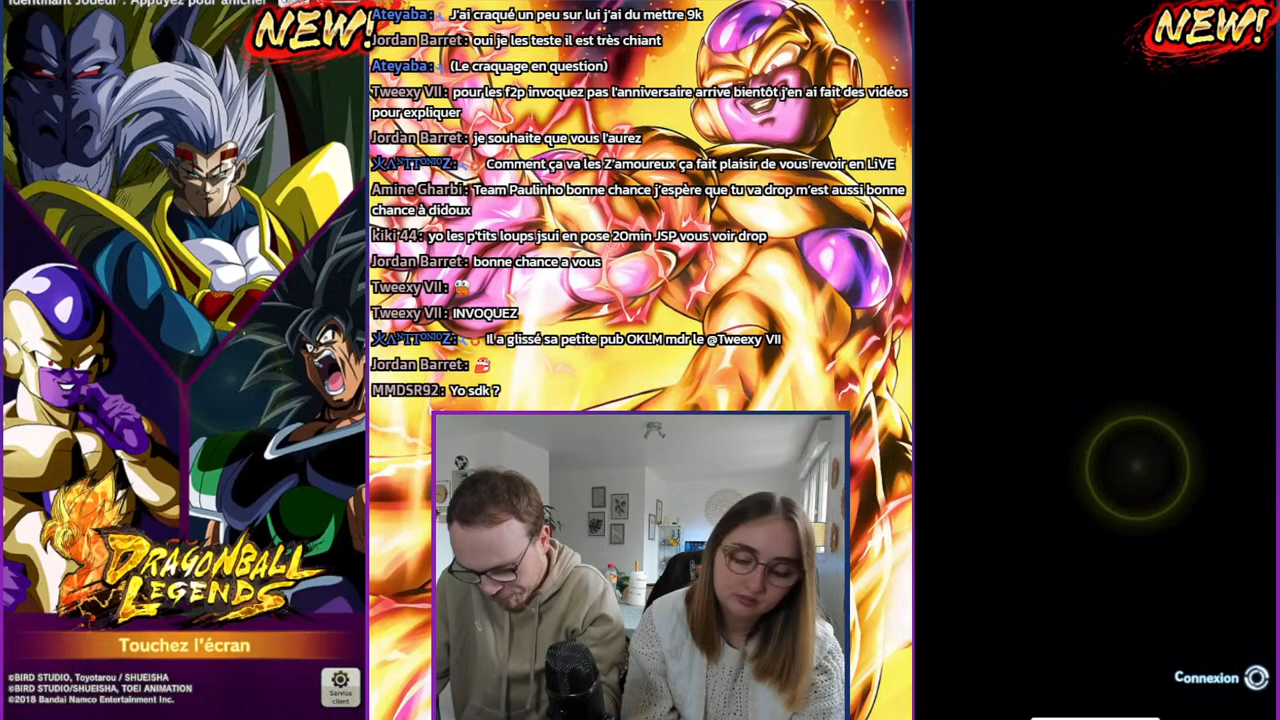 Identifiant Joueur : Appuyez pour afficher
NEW!
Ateyaba: J'ai craqué un peu sur lui j'ai du mettre 9k
Jordan Barret: oui je les teste il est très chiant
Ateyaba: (Le craquage en question)
Tweexy VII: pour les f2p invoquez pas l'anniversaire arrive bientôt j'en ai fait des vidéos
pour expliquer
Jordan Barret: je souhaite que vous l'aurez
Comment ça va les Z'amoureux ça fait plaisir de vous revoir en LiVE
Amine Gharbi: Team Paulinho bonne chance j'espère que tu va drop m'est aussi bonne
chance à didoux
kiki 44: yo les p'tits loups jsui en pose 20min JSP vous voir drop
Jordan Barret: bonne chance a vous
Tweexy VII:
Tweexy VII: INVOQUEZ
Il a glissé sa petite pub OKLM mdr le @Tweexy VII
Jordan Barret:
MMDSR92: Yo sdk ?
DRAGONBALL
LEGENDS
Touchez l'écran
©BIRD STUDIO, Toyotarou / SHUEISHA
©BIRD STUDIO/SHUEISHA, TOEI ANIMATION
©2018 Bandai Namco Entertainment Inc.
Service
client
NEW!
Connexion